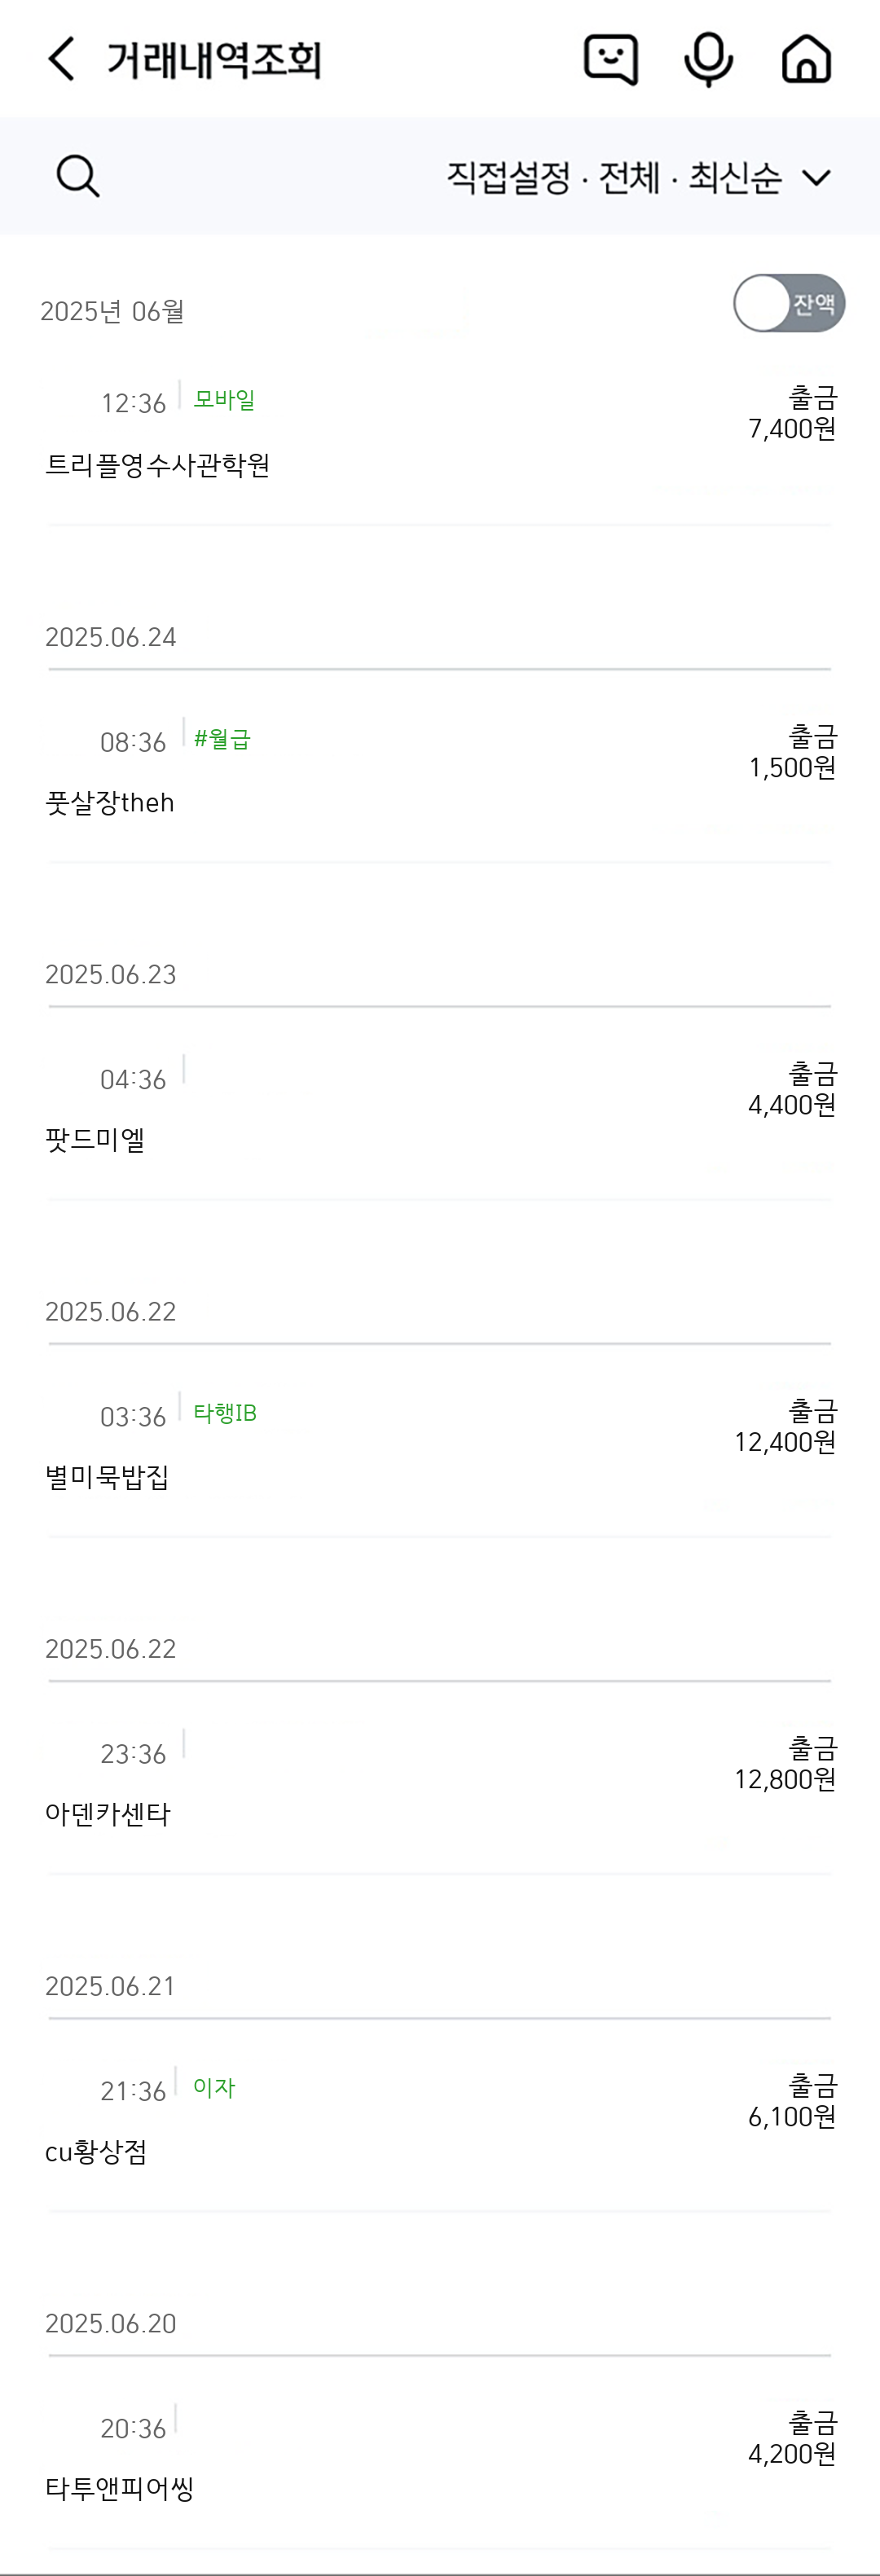 거래내역조회
직접설정 · 전체 · 최신순
2025년 06월 잔액
12:36 모바일 출금
7,400원
트리플영수사관학원
2025.06.24
08:36 #월급 출금
1,500원
풋살장theh
2025.06.23
04:36 출금
4,400원
팟드미엘
2025.06.22
03:36 타행IB 출금
12,400원
별미묵밥집
2025.06.22
23:36 출금
12,800원
아덴카센타
2025.06.21
21:36 이자 출금
6,100원
cu황상점
2025.06.20
20:36 출금
4,200원
타투앤피어씽